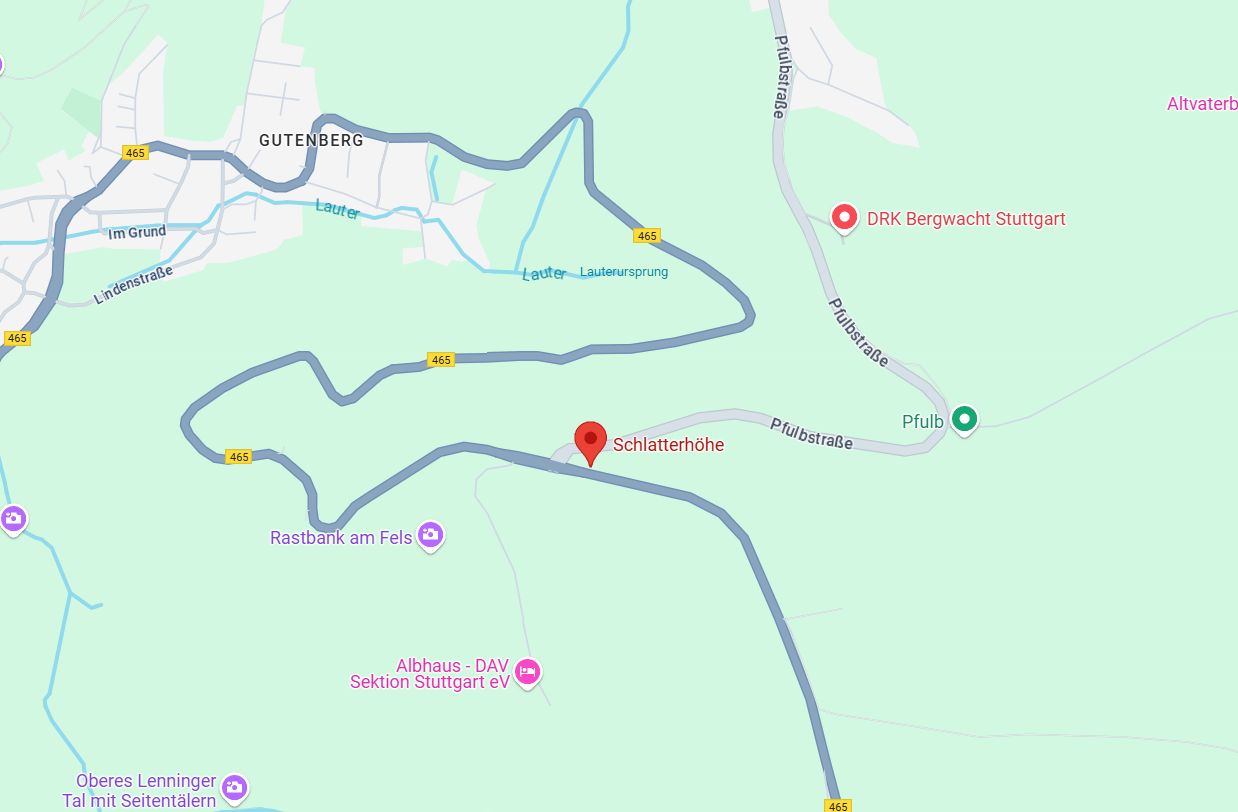 Pfulbstraße
Altvaterb
GUTENBERG
465
Lauter
DRK Bergwacht Stuttgart
Im Grund
465
Lauter
Lauterursprung
Lindenstraße
Pfulbstraße
465
465
Pfulb
Pfulbstraße
Schlatterhöhe
465
Rastbank am Fels
Albhaus - DAV
Sektion Stuttgart eV
Oberes Lenninger
Tal mit Seitentälern
465